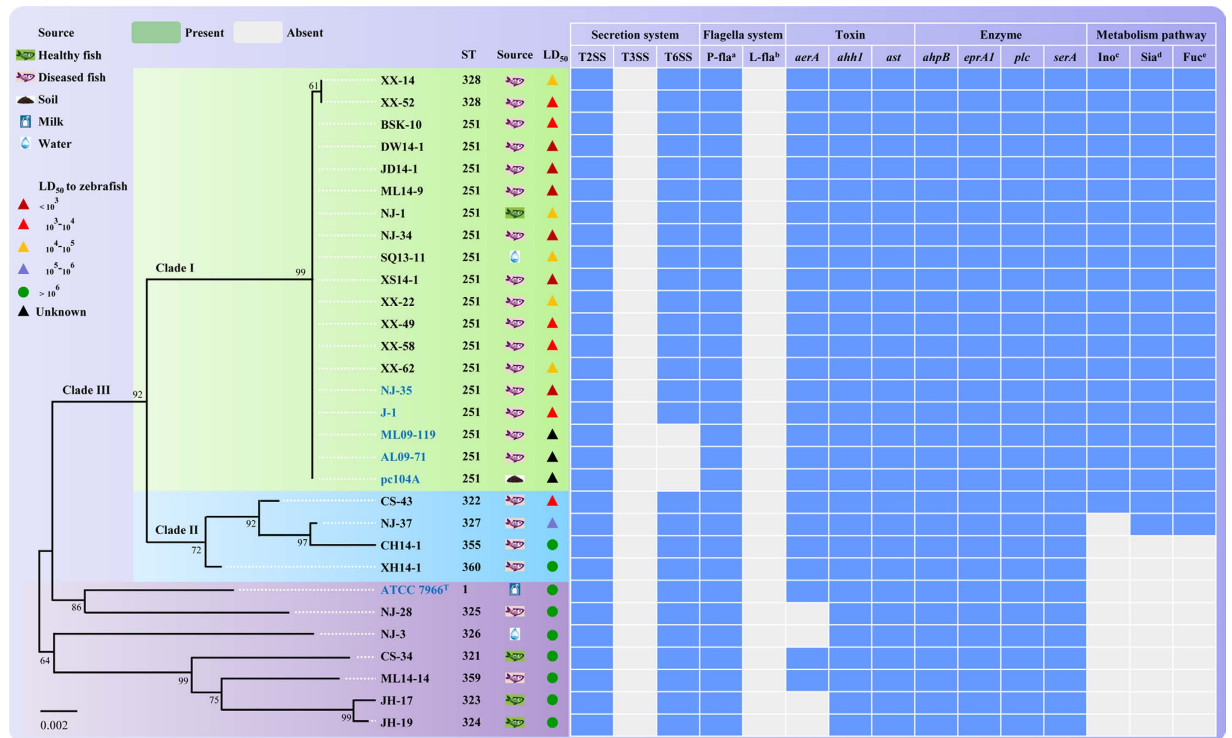 Source Present Absent
Healthy fish
Diseased fish
Soil
Milk
Water
LD50 to zebrafish
< 10^3
10^3-10^4
10^4-10^5
10^5-10^6
> 10^6
Unknown
Secretion system Flagella system Toxin Enzyme Metabolism pathway
ST Source LD50 T2SS T3SS T6SS P-fla^a L-fla^b aerA ahh1 ast ahpB eprA1 plc serA Ino^c Sia^d Fuc^e
61 XX-14 328
XX-52 328
BSK-10 251
DW14-1 251
JD14-1 251
ML14-9 251
NJ-1 251
NJ-34 251
SQ13-11 251
Clade I 99 XS14-1 251
XX-22 251
XX-49 251
XX-58 251
XX-62 251
Clade III 92 NJ-35 251
J-1 251
ML09-119 251
AL09-71 251
pc104A 251
CS-43 322
Clade II 92 NJ-37 327
72 97 CH14-1 355
XH14-1 360
ATCC 7966^T 1
86 NJ-28 325
NJ-3 326
64 CS-34 321
99 ML14-14 359
75 JH-17 323
0.002 99 JH-19 324